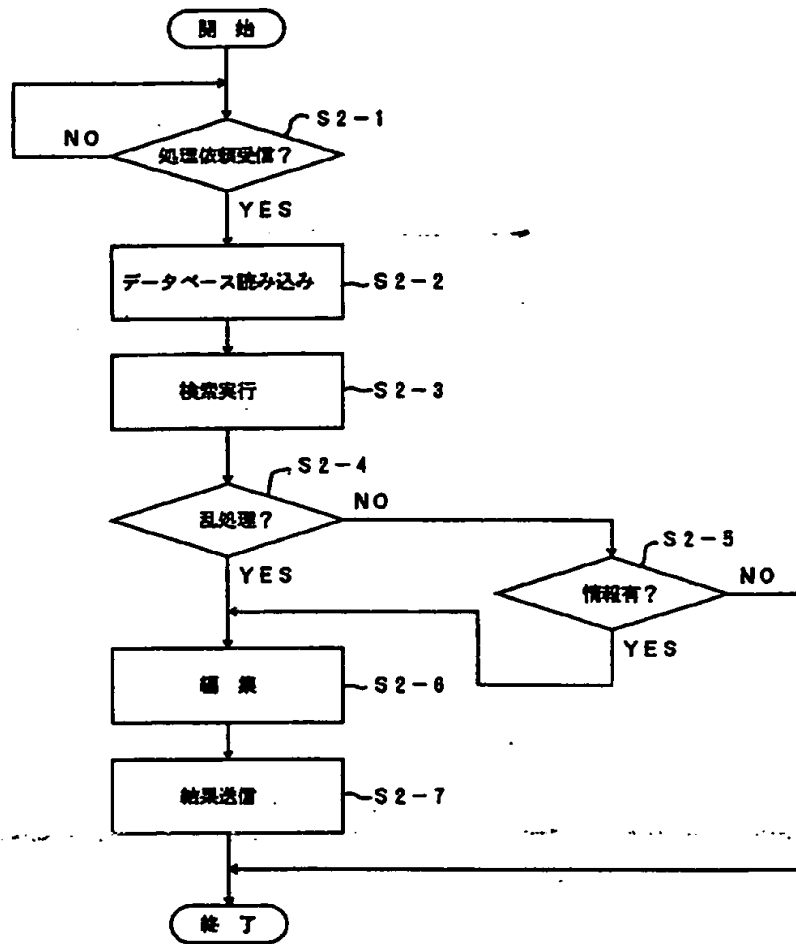 開 始
S2-1
NO
処理依頼受信?
YES
データベース読み込み
S2-2
検索実行
S2-3
S2-4
乱処理?
NO
S2-5
YES
情報有?
NO
YES
編 集
S2-6
結果送信
S2-7
終 了